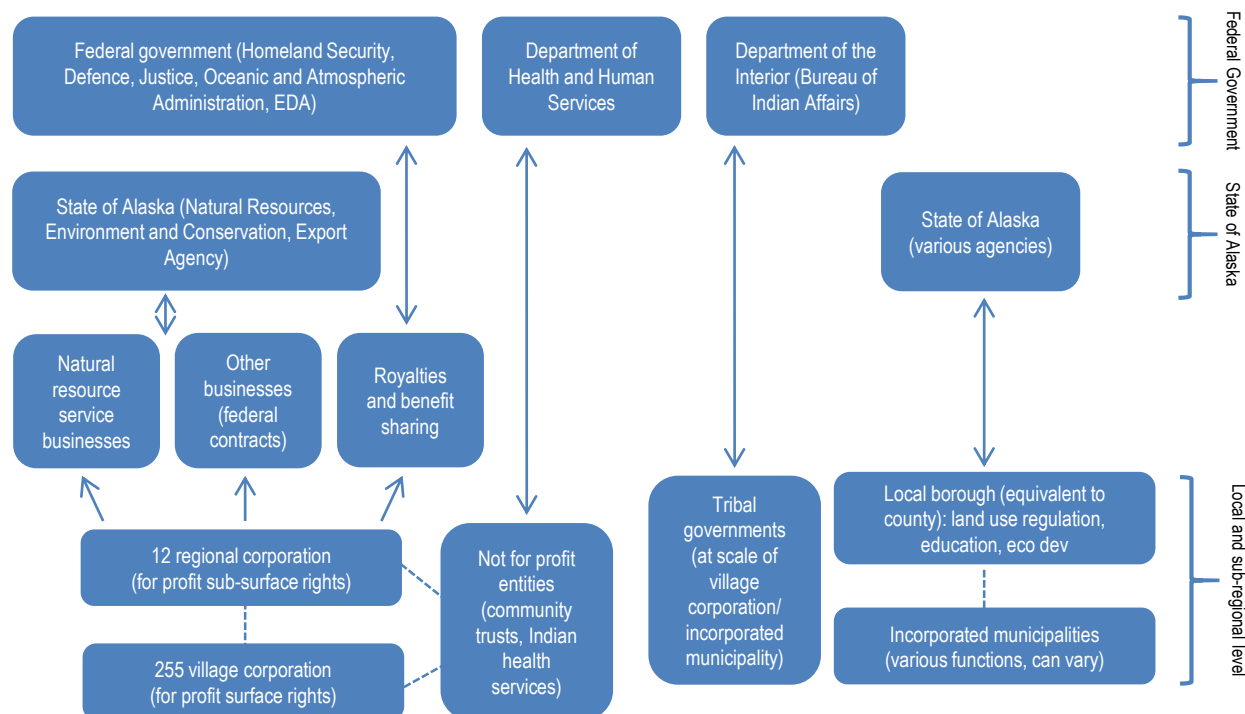 Federal government (Homeland Security,
Defence, Justice, Oceanic and Atmospheric
Administration, EDA)
Department of
Health and Human
Services
Department of the
Interior (Bureau of
Indian Affairs)
Federal Government
State of Alaska (Natural Resources,
Environment and Conservation, Export
Agency)
State of Alaska
(various agencies)
State of Alaska
Natural
resource
service
businesses
Other
businesses
(federal
contracts)
Royalties
and benefit
sharing
12 regional corporation
(for profit sub-surface rights)
255 village corporation
(for profit surface rights)
Not for profit
entities
(community
trusts, Indian
health
services)
Tribal
governments
(at scale of
village
corporation/
incorporated
municipality)
Local borough (equivalent to
county): land use regulation,
education, eco dev
Incorporated municipalities
(various functions, can vary)
Local and sub-regional level